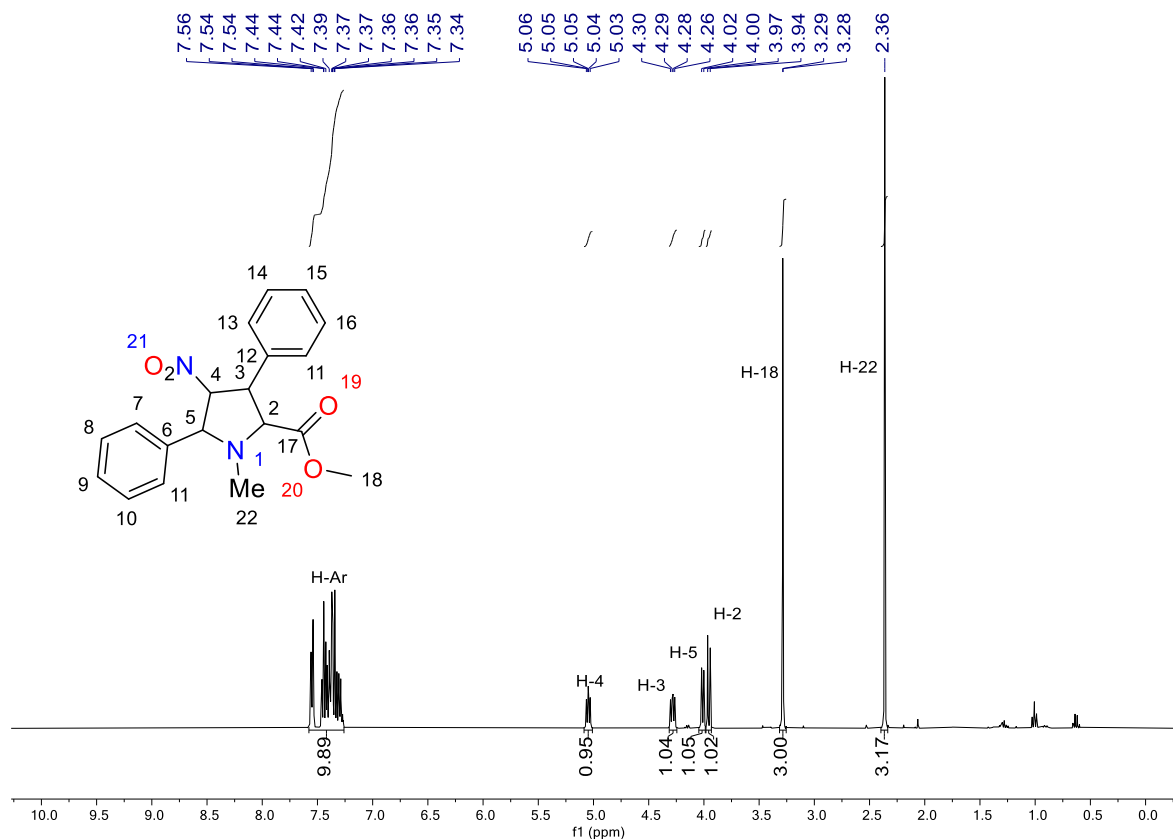 7.56 7.54 7.54 7.44 7.44 7.42 7.39 7.37 7.37 7.36 7.36 7.35 7.34 5.06 5.05 5.05 5.04 5.03 4.30 4.29 4.28 4.26 4.02 4.00 3.97 3.94 3.29 3.28 2.36
14 15
13 16
21 12 11
O2N 4 3 19
7 5 2 O
8 6 N 1 17
9 11 Me 20 O 18
10 22
H-18 H-22
H-Ar
H-2
H-5
H-4 H-3
9.89 0.95 1.04 1.05 1.02 3.00 3.17
10.0 9.5 9.0 8.5 8.0 7.5 7.0 6.5 6.0 5.5 5.0 4.5 4.0 3.5 3.0 2.5 2.0 1.5 1.0 0.5 0.0
f1 (ppm)